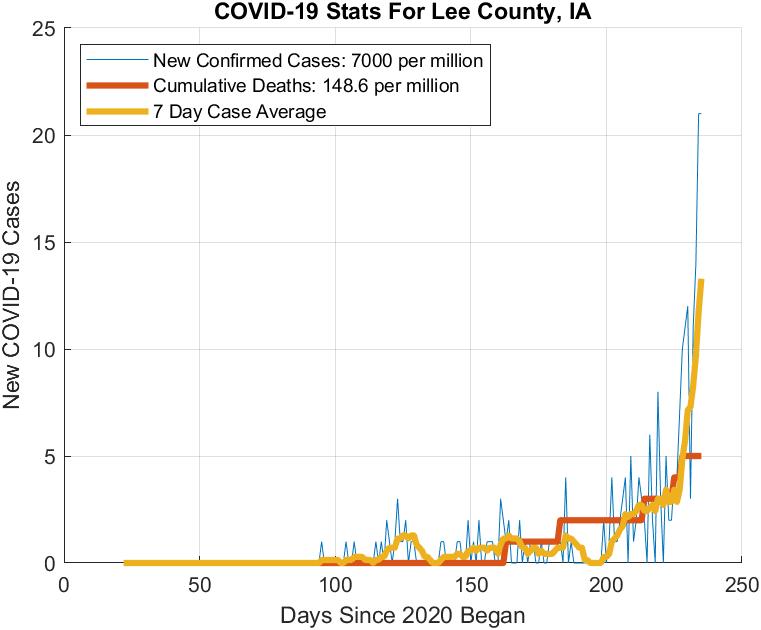 COVID-19 Stats For Lee County, IA
25
New Confirmed Cases: 7000 per million
Cumulative Deaths: 148.6 per million
7 Day Case Average
20
15
10
5
0
New COVID-19 Cases
0 50 100 150 200 250
Days Since 2020 Began